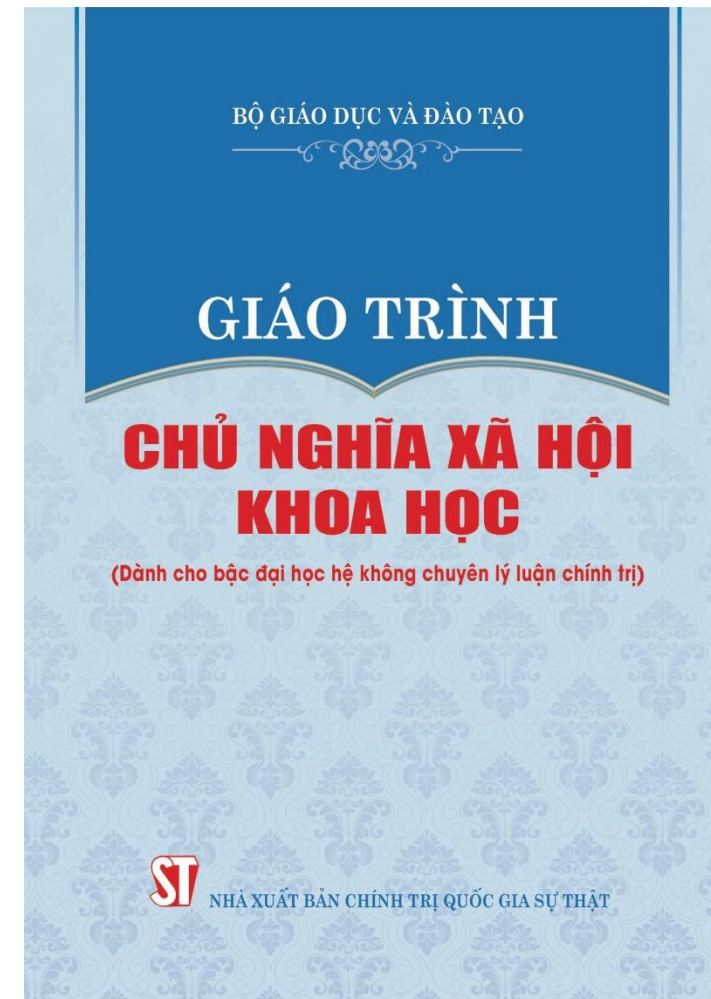 BỘ GIÁO DỤC VÀ ĐÀO TẠO
GIÁO TRÌNH
CHỦ NGHĨA XÃ HỘI
KHOA HỌC
(Dành cho bậc đại học hệ không chuyên lý luận chính trị)
ST NHÀ XUẤT BẢN CHÍNH TRỊ QUỐC GIA SỰ THẬT